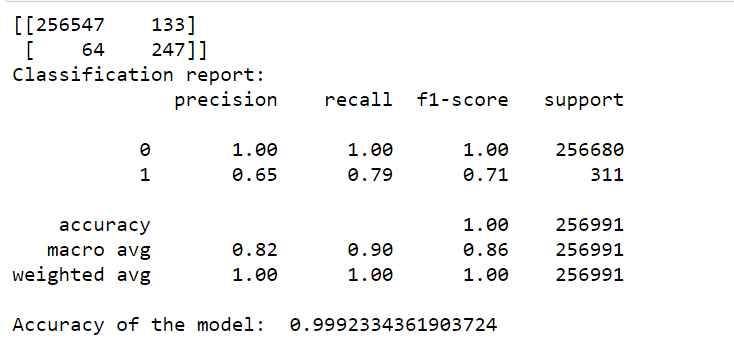 [[256547    133]
 [    64    247]]
Classification report:
              precision    recall  f1-score   support

           0       1.00      1.00      1.00    256680
           1       0.65      0.79      0.71       311

    accuracy                           1.00    256991
   macro avg       0.82      0.90      0.86    256991
weighted avg       1.00      1.00      1.00    256991

Accuracy of the model:  0.9992334361903724